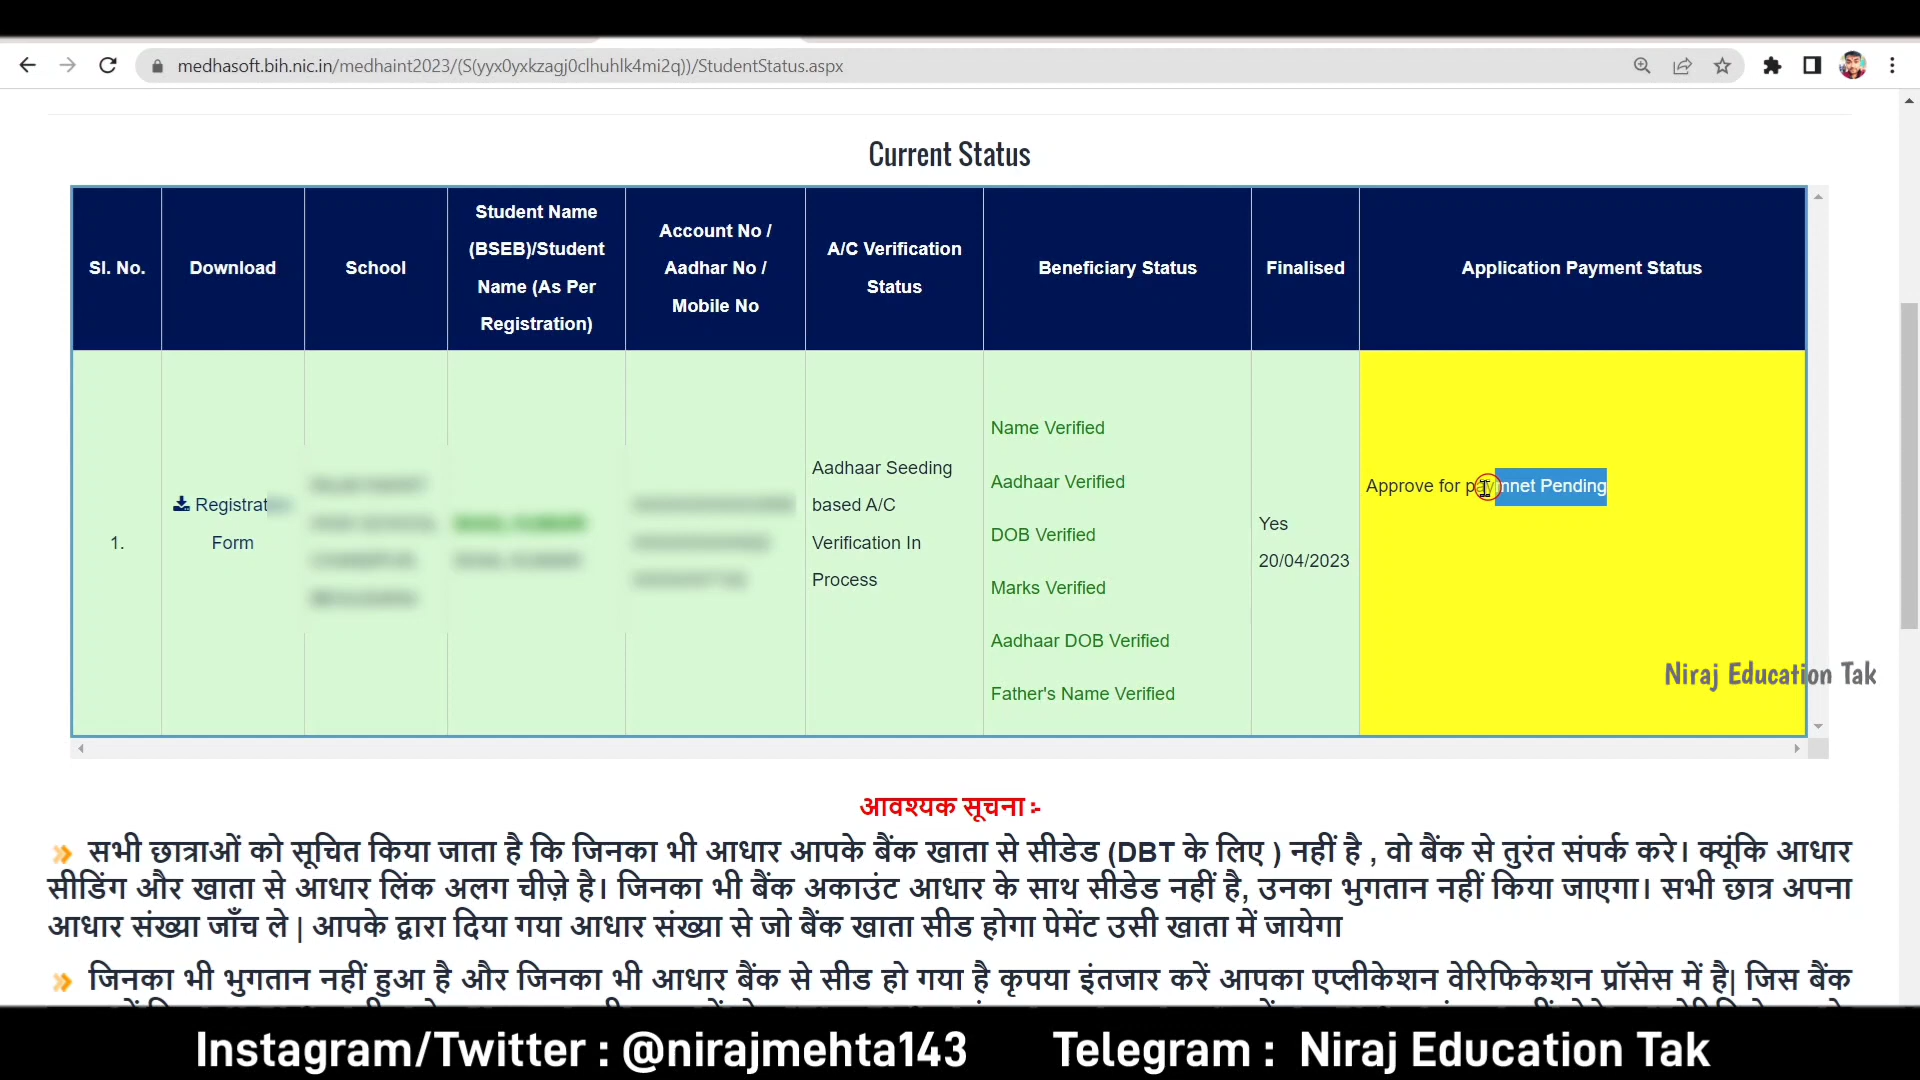 medhasoft.bih.nic.in/medhaint2023/(S(yyx0yxkzagj0clhuhlk4mi2q))/StudentStatus.aspx
Current Status
Sl. No.
Download
School
Student Name
(BSEB)/Student
Name (As Per
Registration)
Account No /
Aadhar No /
Mobile No
A/C Verification
Status
Beneficiary Status
Finalised
Application Payment Status
1.
Registrat
Form
Aadhaar Seeding
based A/C
Verification In
Process
Name Verified
Aadhaar Verified
DOB Verified
Marks Verified
Aadhaar DOB Verified
Father's Name Verified
Yes
20/04/2023
Approve for paymnet Pending
Niraj Education Tak
आवश्यक सूचना :-
सभी छात्राओं को सूचित किया जाता है कि जिनका भी आधार आपके बैंक खाता से सीडेड (DBT के लिए ) नहीं है , वो बैंक से तुरंत संपर्क करे। क्यूंकि आधार
सीडिंग और खाता से आधार लिंक अलग चीज़े है। जिनका भी बैंक अकाउंट आधार के साथ सीडेड नहीं है, उनका भुगतान नहीं किया जाएगा। सभी छात्र अपना
आधार संख्या जाँच ले | आपके द्वारा दिया गया आधार संख्या से जो बैंक खाता सीड होगा पेमेंट उसी खाता में जायेगा
जिनका भी भुगतान नहीं हुआ है और जिनका भी आधार बैंक से सीड हो गया है कृपया इंतजार करें आपका एप्लीकेशन वेरिफिकेशन प्रॉसेस में है| जिस बैंक
Instagram/Twitter : @nirajmehta143
Telegram : Niraj Education Tak